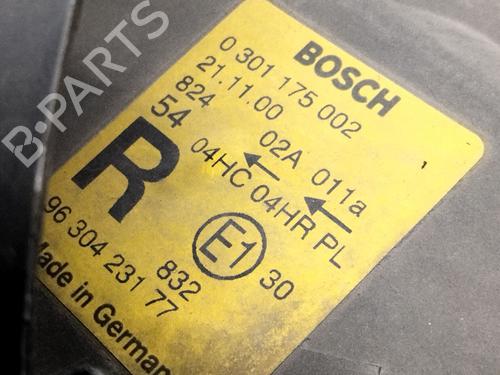 B-PARTS
BOSCH
0 301 175 002
21.11.00
824 02A 011a
54 04HC 04HR PL
R E1 30
832
96 304 231 77
Made in German